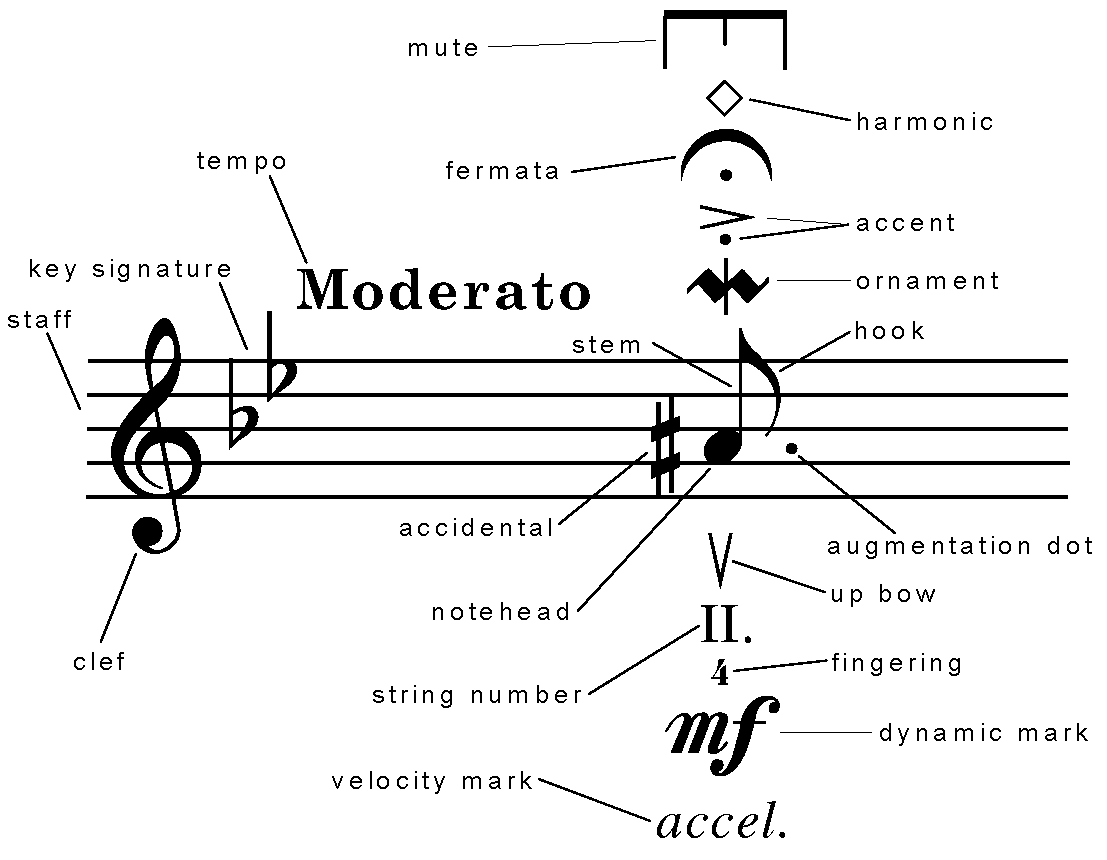 mute
harmonic
tempo
fermata
accent
key signature
Moderato
ornament
staff
stem
hook
accidental
augmentation dot
up bow
notehead
II.
clef
fingering
4
string number
mf
dynamic mark
velocity mark
accel.